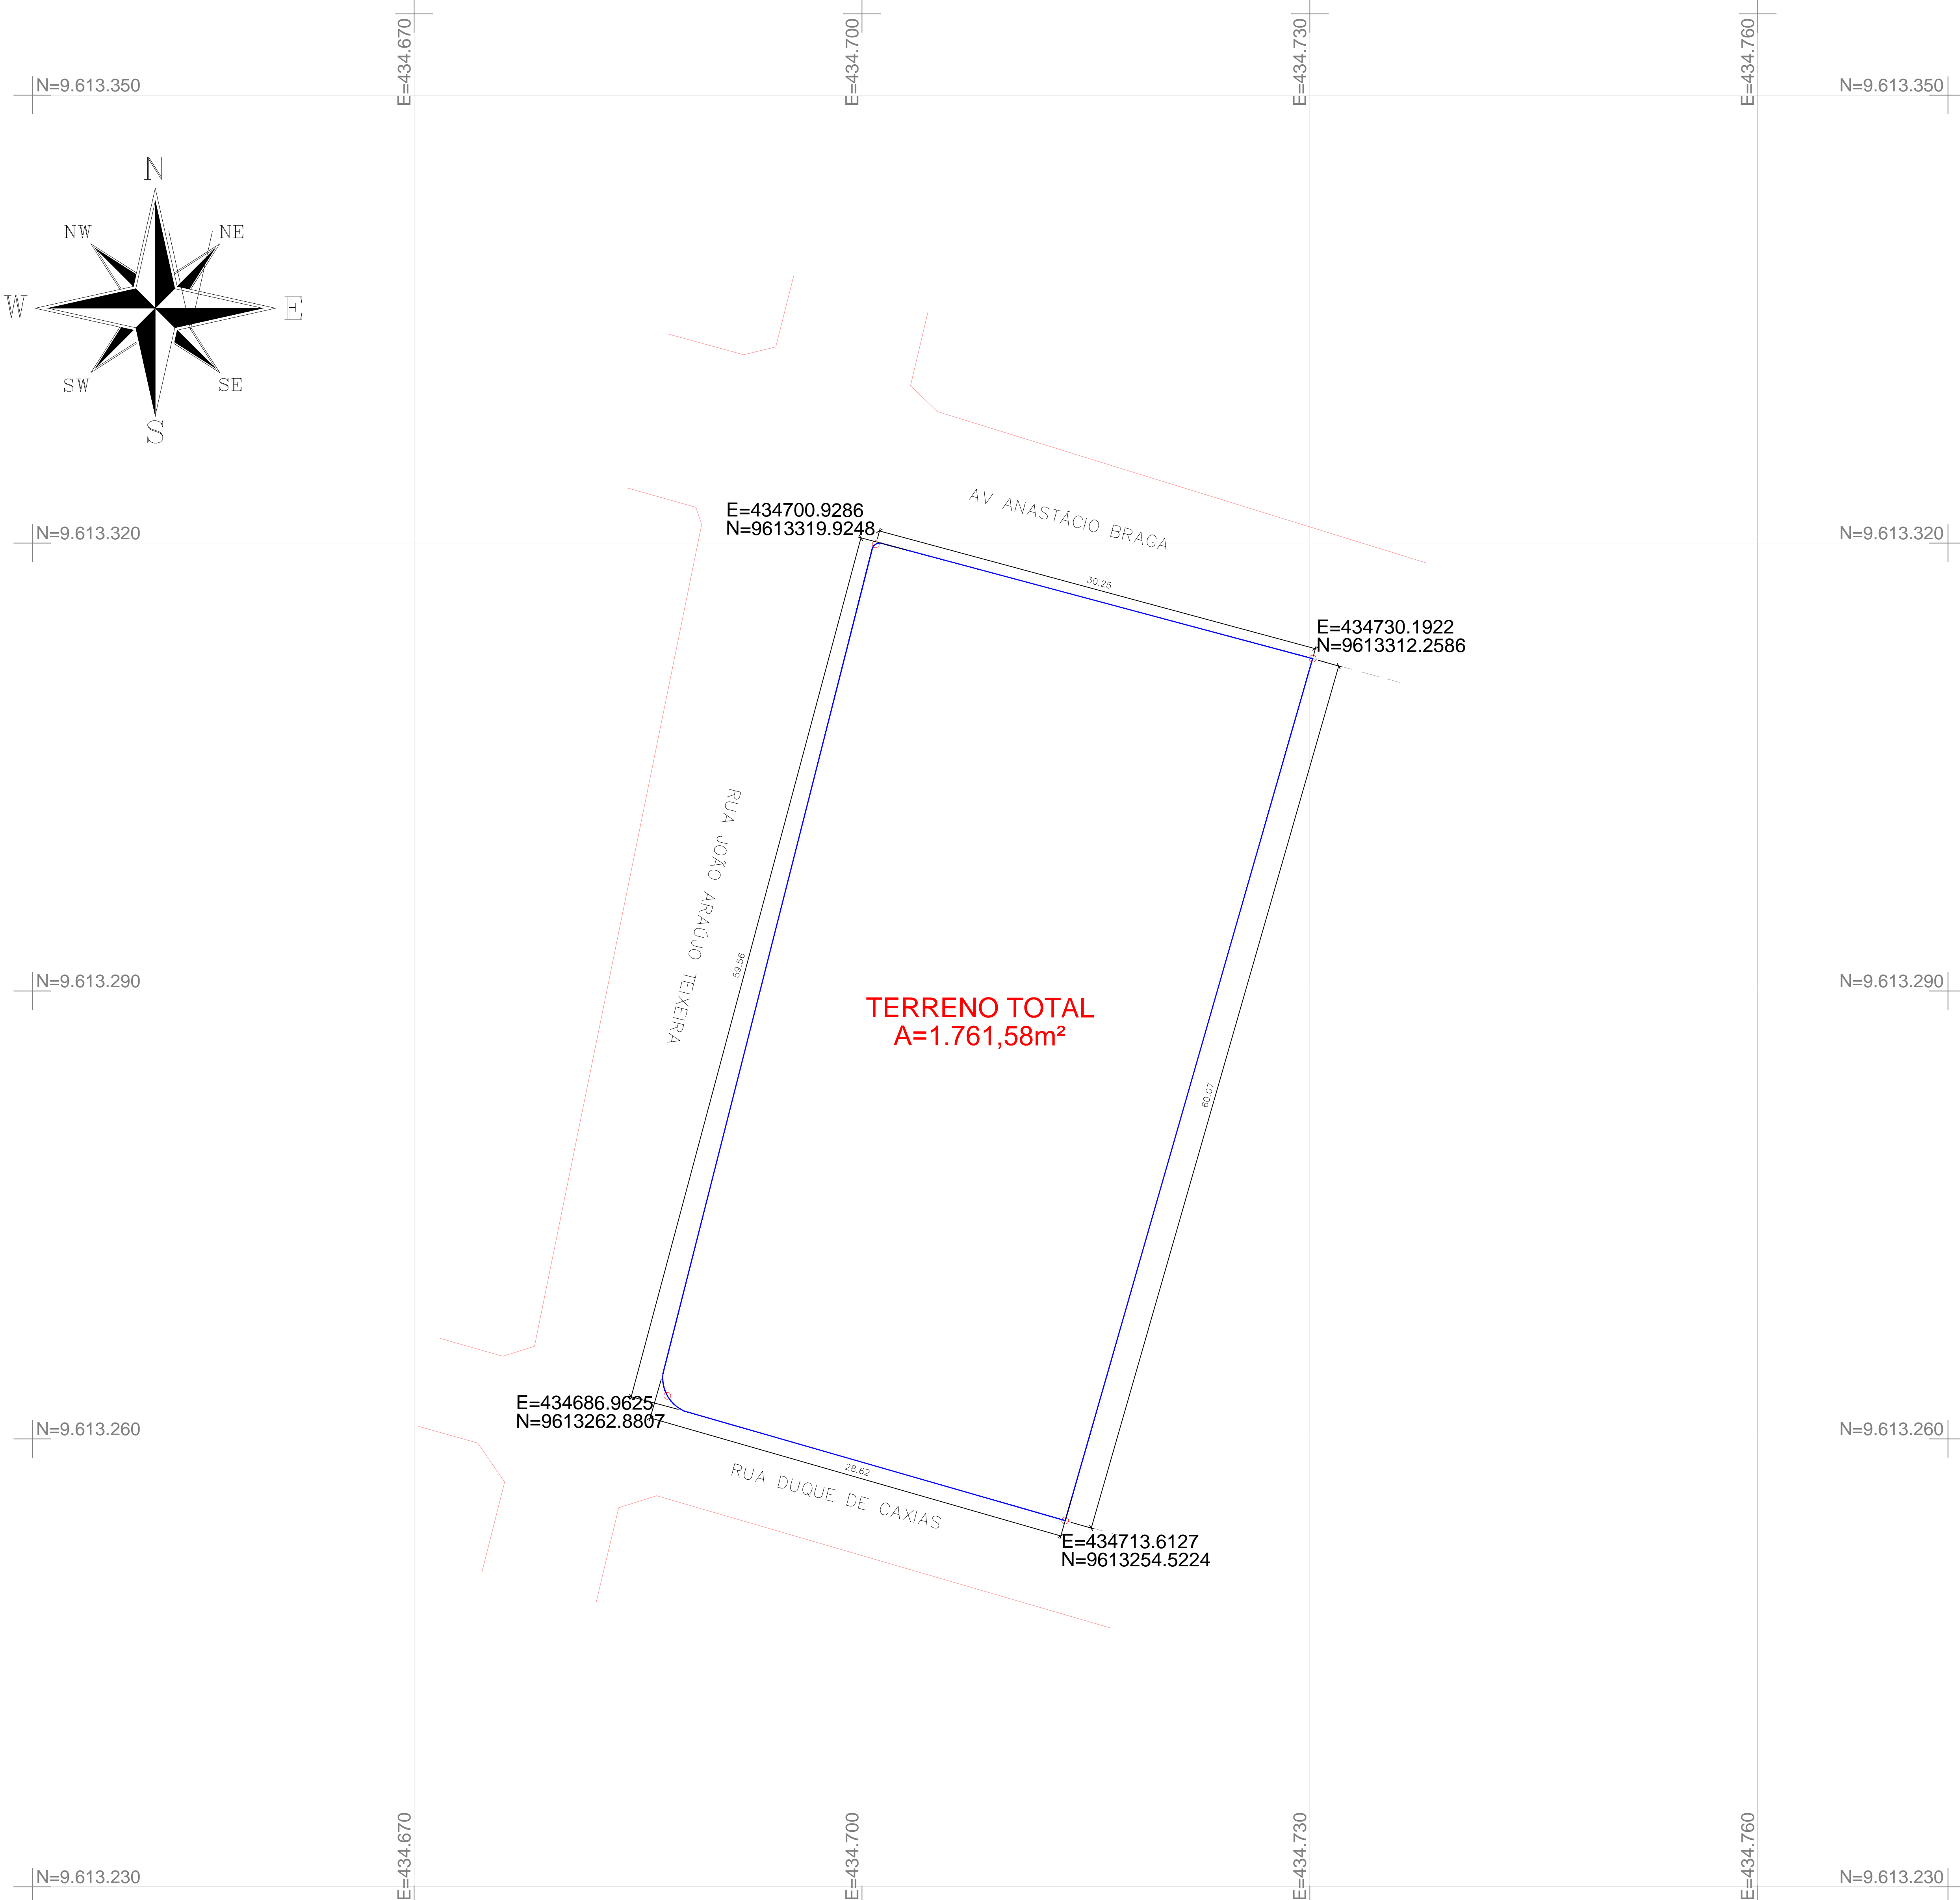 E=434.670
E=434.700
E=434.730
E=434.760
N=9.613.350
N=9.613.350
N
NW
NE
W
E
SW
SE
S
E=434700.9286
N=9613319.9248
AV ANASTÁCIO BRAGA
N=9.613.320
N=9.613.320
30.25
E=434730.1922
N=9613312.2586
RUA JOÃO ARAÚJO TEIXEIRA
59.56
N=9.613.290
N=9.613.290
TERRENO TOTAL
A=1.761,58m²
60.07
E=434686.9625
N=9613262.8807
N=9.613.260
N=9.613.260
28.62
RUA DUQUE DE CAXIAS
E=434713.6127
N=9613254.5224
E=434.670
E=434.700
E=434.730
E=434.760
N=9.613.230
N=9.613.230